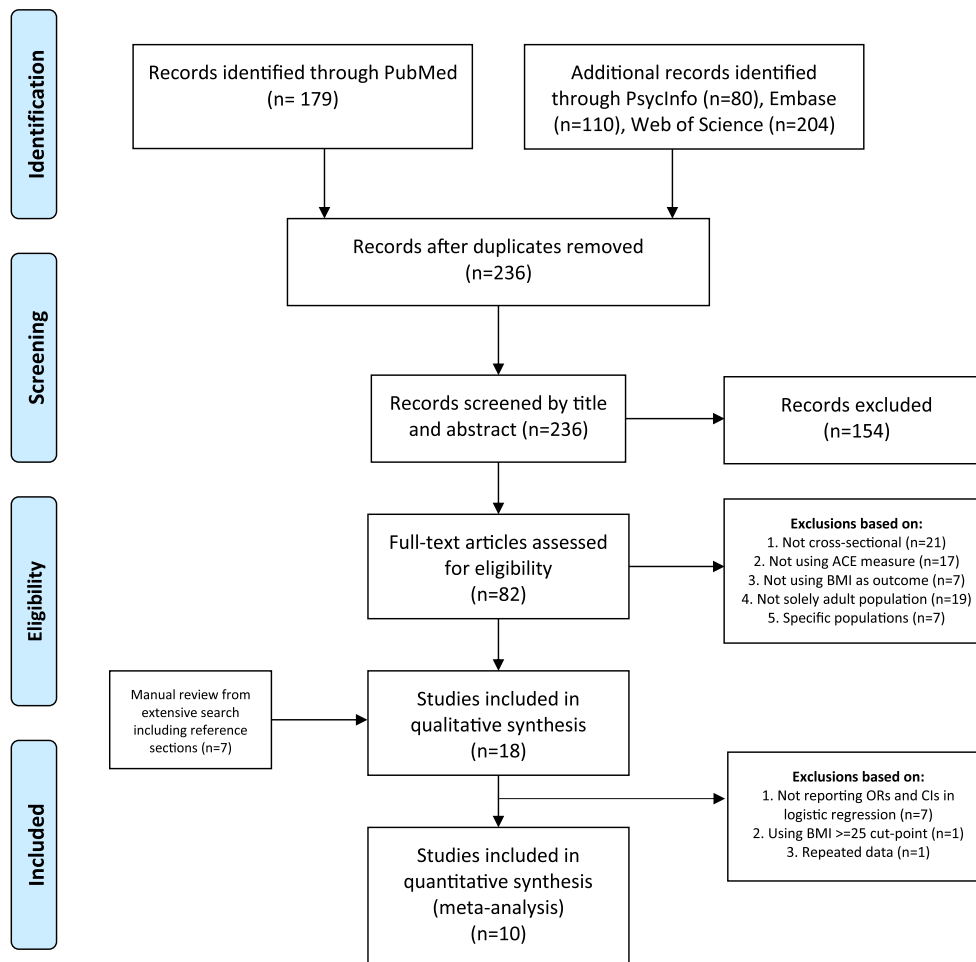 Identification
Records identified through PubMed
(n= 179)
Additional records identified
through PsycInfo (n=80), Embase
(n=110), Web of Science (n=204)
Records after duplicates removed
(n=236)
Screening
Records screened by title
and abstract (n=236)
Records excluded
(n=154)
Eligibility
Full-text articles assessed
for eligibility
(n=82)
Exclusions based on:
1. Not cross-sectional (n=21)
2. Not using ACE measure (n=17)
3. Not using BMI as outcome (n=7)
4. Not solely adult population (n=19)
5. Specific populations (n=7)
Manual review from
extensive search
including reference
sections (n=7)
Studies included in
qualitative synthesis
(n=18)
Included
Exclusions based on:
1. Not reporting ORs and CIs in
logistic regression (n=7)
2. Using BMI >=25 cut-point (n=1)
3. Repeated data (n=1)
Studies included in
quantitative synthesis
(meta-analysis)
(n=10)